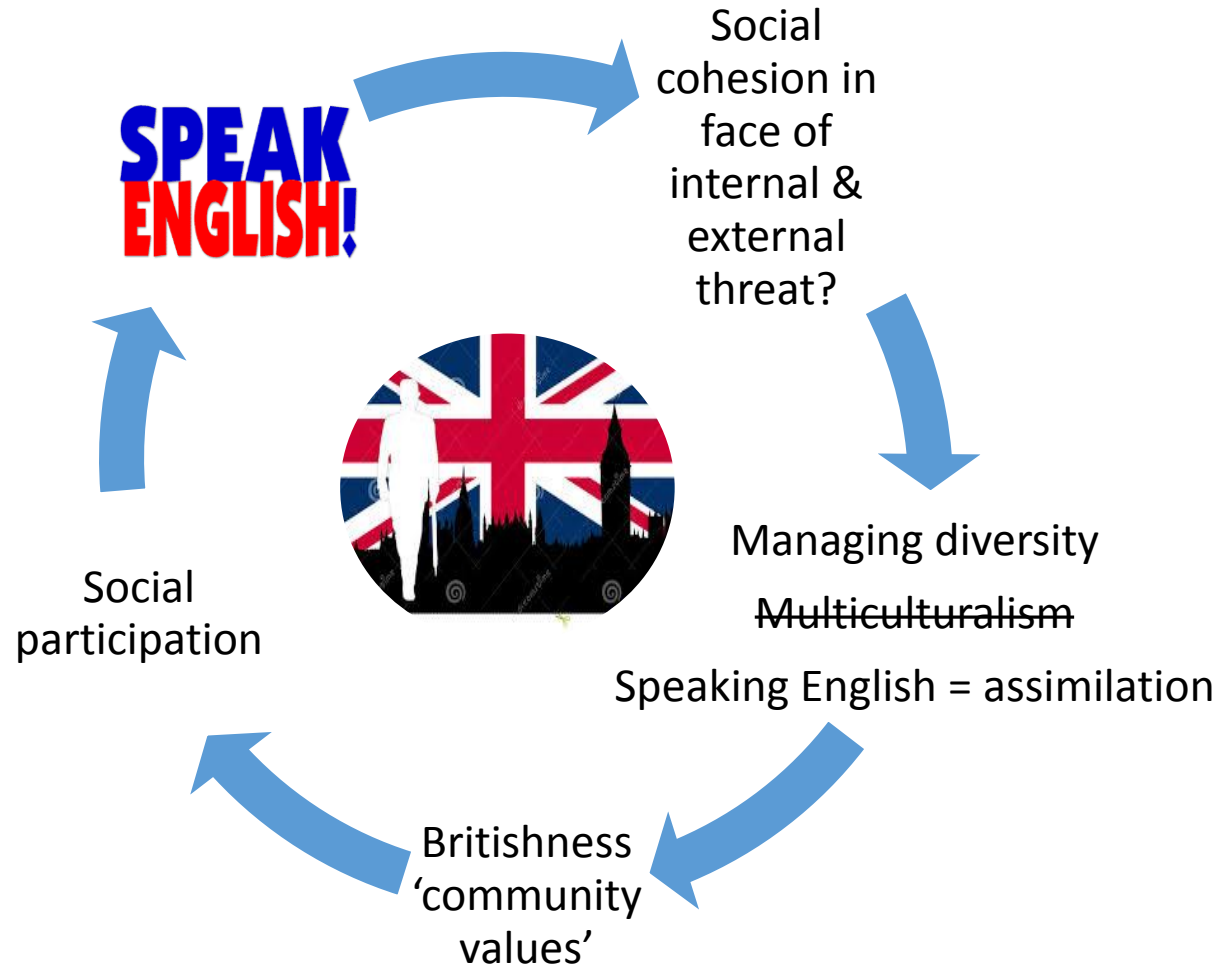 SPEAK
ENGLISH!
Social
cohesion in
face of
internal &
external
threat?
Managing diversity
Multiculturalism
Speaking English = assimilation
Britishness
‘community
values’
Social
participation